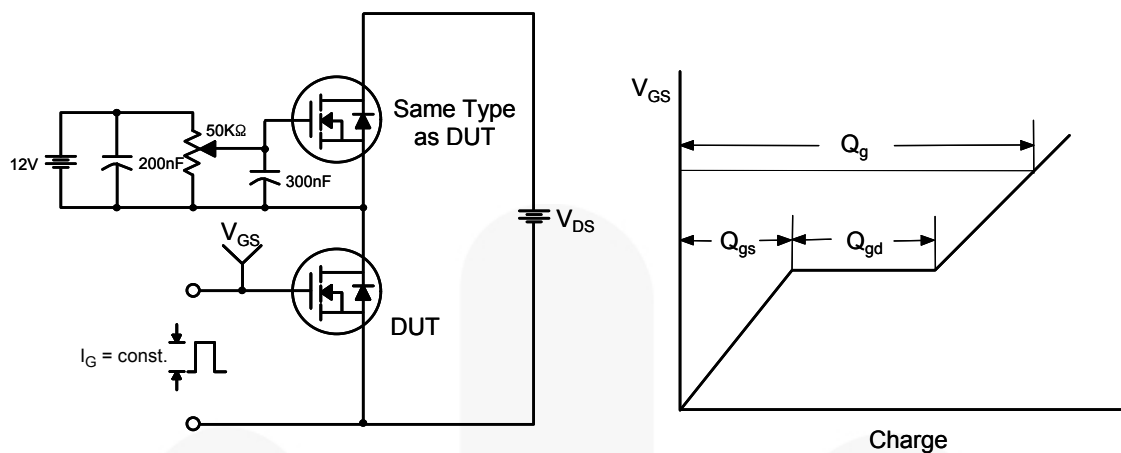 12V
200nF
50KΩ
300nF
Same Type
as DUT
V_GS
DUT
I_G = const.
V_DS
V_GS
Q_g
Q_gs
Q_gd
Charge